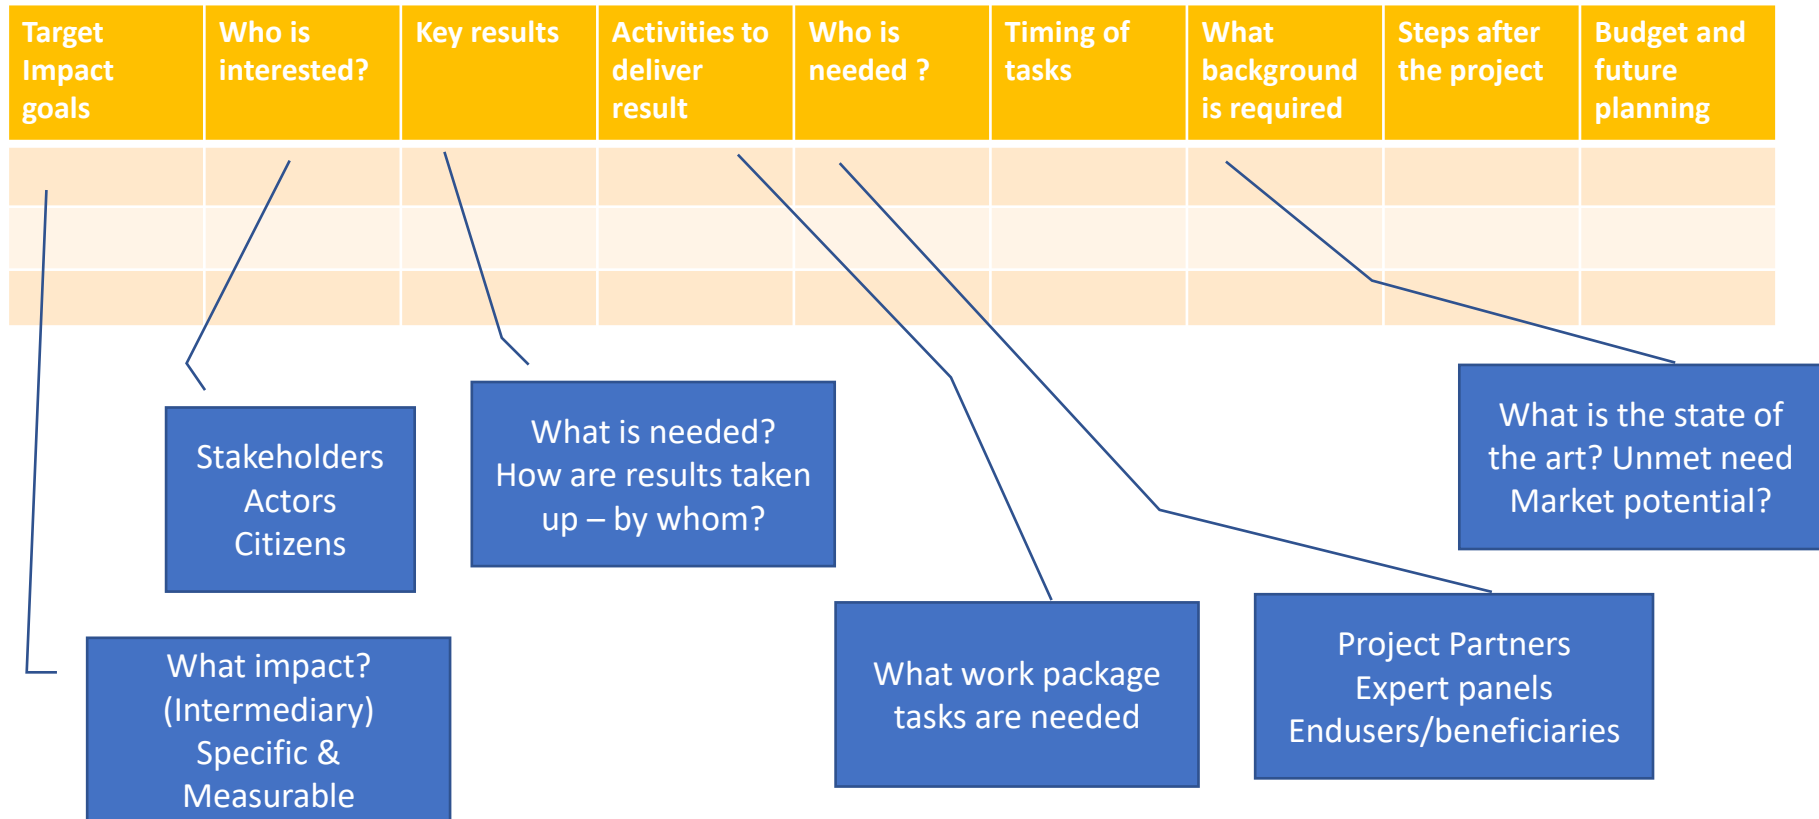 Target
Impact
goals
Who is
interested?
Key results
Activities to
deliver
result
Who is
needed ?
Timing of
tasks
What
background
is required
Steps after
the project
Budget and
future
planning
Stakeholders
Actors
Citizens
What is needed?
How are results taken
up – by whom?
What is the state of
the art? Unmet need
Market potential?
What impact?
(Intermediary)
Specific &
Measurable
What work package
tasks are needed
Project Partners
Expert panels
Endusers/beneficiaries